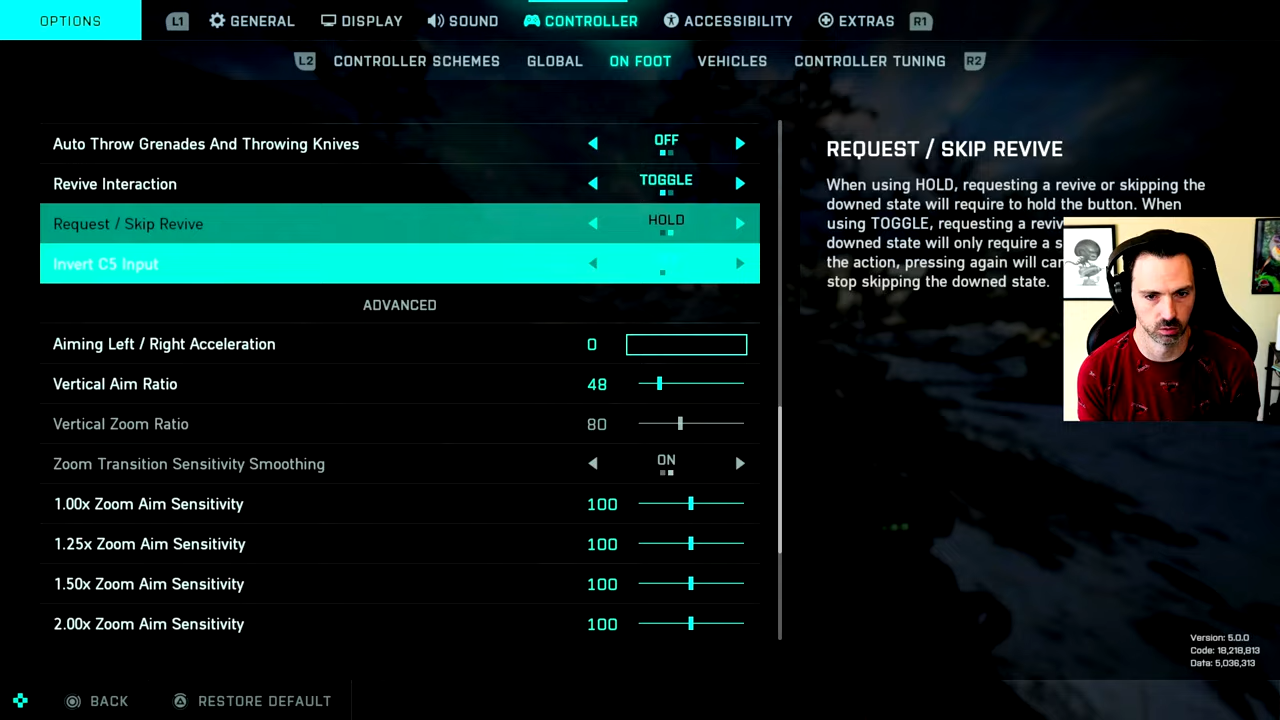 OPTIONS
L1 GENERAL DISPLAY SOUND CONTROLLER ACCESSIBILITY EXTRAS R1
L2 CONTROLLER SCHEMES GLOBAL ON FOOT VEHICLES CONTROLLER TUNING R2
Auto Throw Grenades And Throwing Knives OFF
Revive Interaction TOGGLE
Request / Skip Revive HOLD
Invert C5 Input
ADVANCED
Aiming Left / Right Acceleration 0
Vertical Aim Ratio 48
Vertical Zoom Ratio 80
Zoom Transition Sensitivity Smoothing ON
1.00x Zoom Aim Sensitivity 100
1.25x Zoom Aim Sensitivity 100
1.50x Zoom Aim Sensitivity 100
2.00x Zoom Aim Sensitivity 100
REQUEST / SKIP REVIVE
When using HOLD, requesting a revive or skipping the
downed state will require to hold the button. When
using TOGGLE, requesting a
downed state will only require a
the action, pressing again will
stop skipping the downed state.
Version: 5.0.0
Code: 18,218,813
Data: 5,036,313
BACK RESTORE DEFAULT